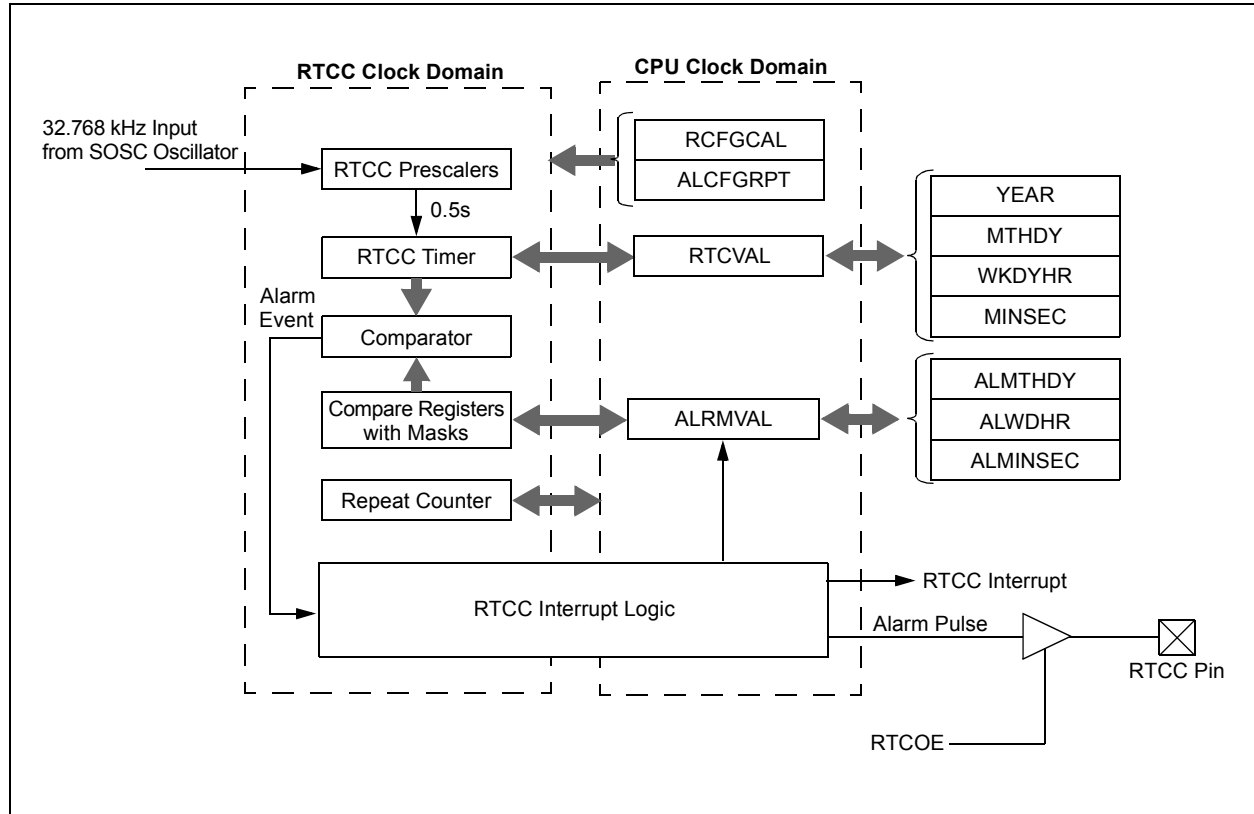 RTCC Clock Domain
CPU Clock Domain
32.768 kHz Input
from SOSC Oscillator
RTCC Prescalers
0.5s
RTCC Timer
Alarm
Event
Comparator
Compare Registers
with Masks
Repeat Counter
RCFGCAL
ALCFGRPT
RTCVAL
YEAR
MTHDY
WKDYHR
MINSEC
ALRMVAL
ALMTHDY
ALWDHR
ALMINSEC
RTCC Interrupt Logic
RTCC Interrupt
Alarm Pulse
RTCC Pin
RTCOE